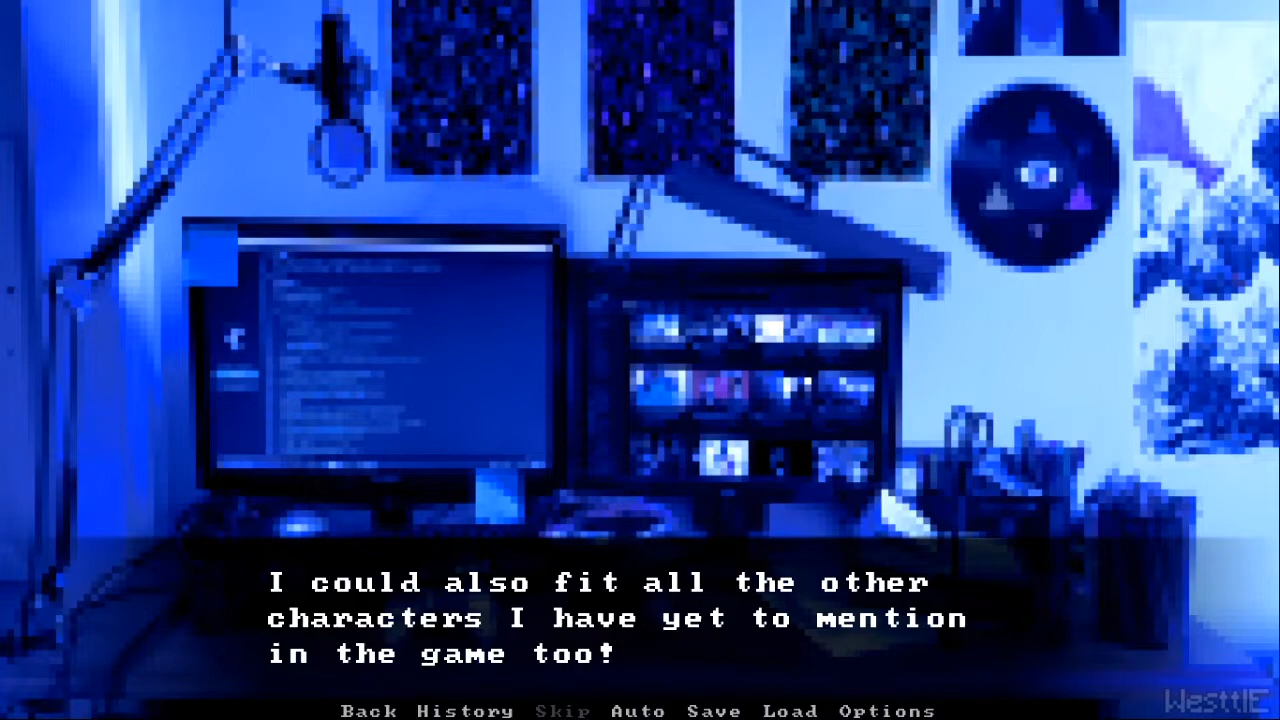 I could also fit all the other
characters I have yet to mention
in the game too!
Back History Skip Auto Save Load Options
WesttIE